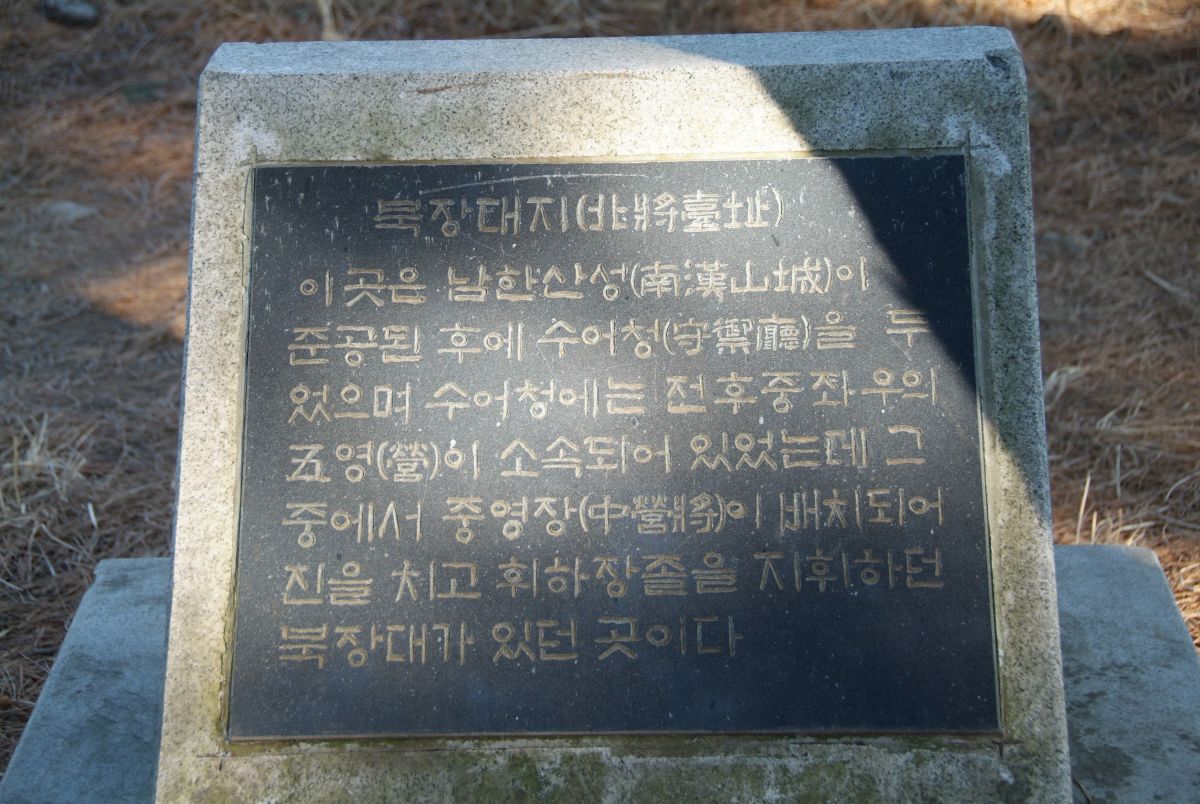 북장대지(北將臺址)
이곳은 남한산성(南漢山城)이
준공된 후에 수어청(守禦廳)을 두
었으며 수어청에는 전후중좌우의
五영(營)이 소속되어 있었는데 그
중에서 중영장(中營將)이 배치되어
진을 치고 휘하장졸을 지휘하던
북장대가 있던 곳이다